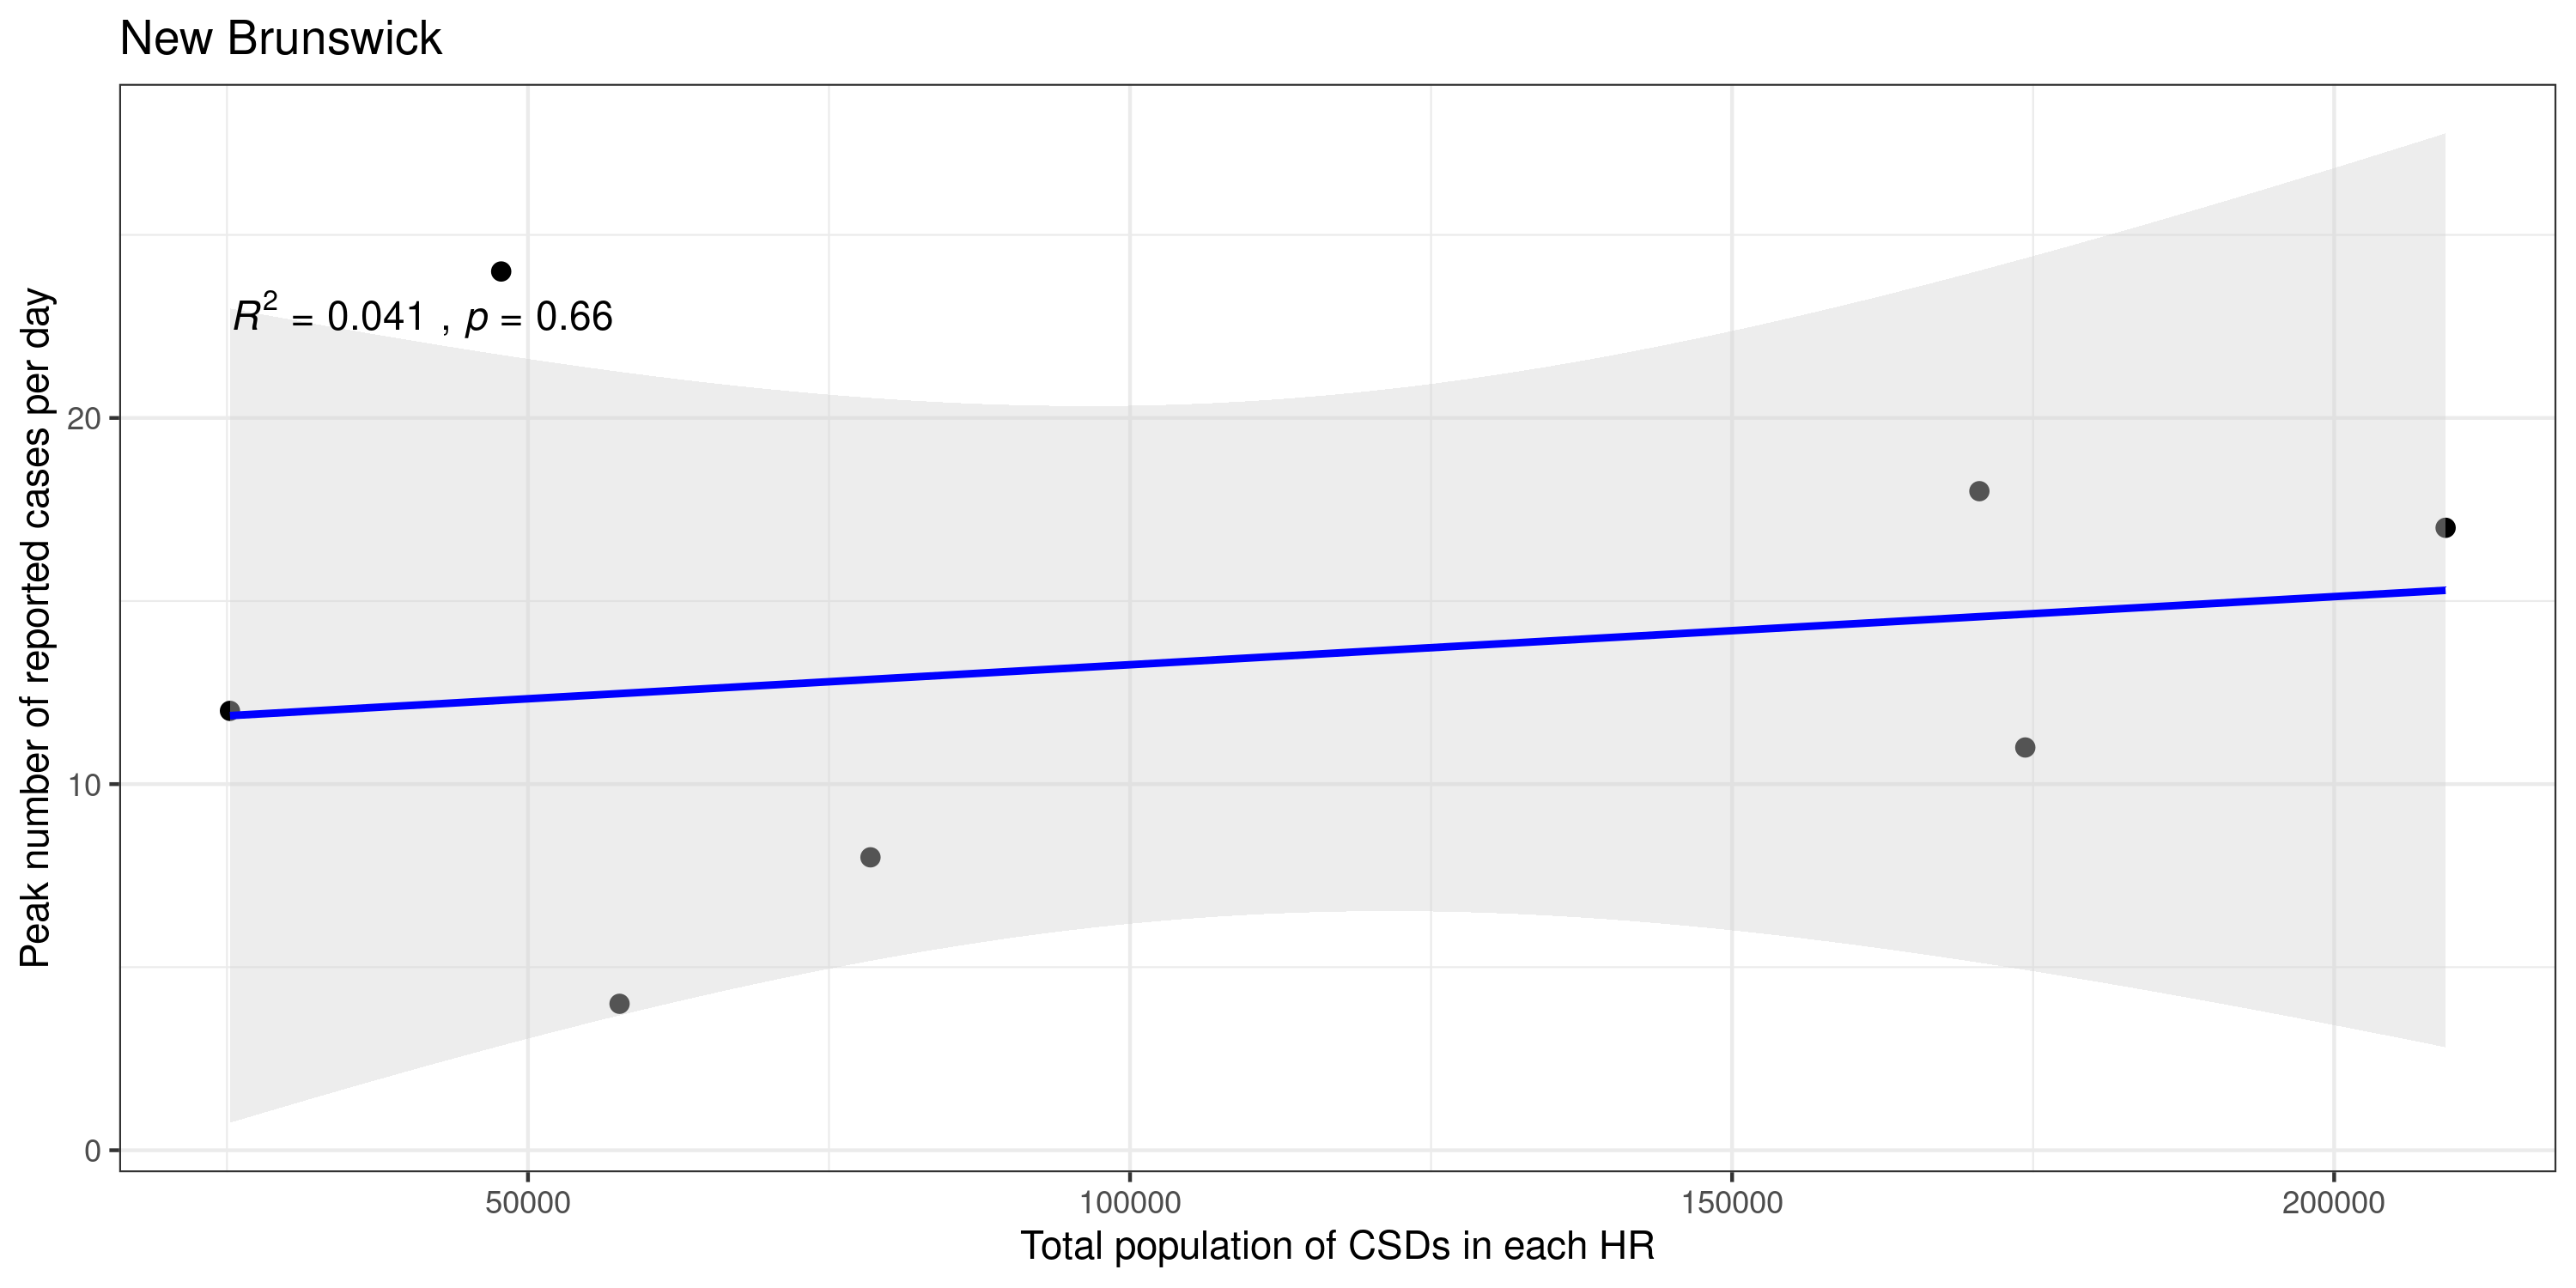 New Brunswick
R² = 0.041 , p = 0.66
Peak number of reported cases per day
20
10
0
50000 100000 150000 200000
Total population of CSDs in each HR